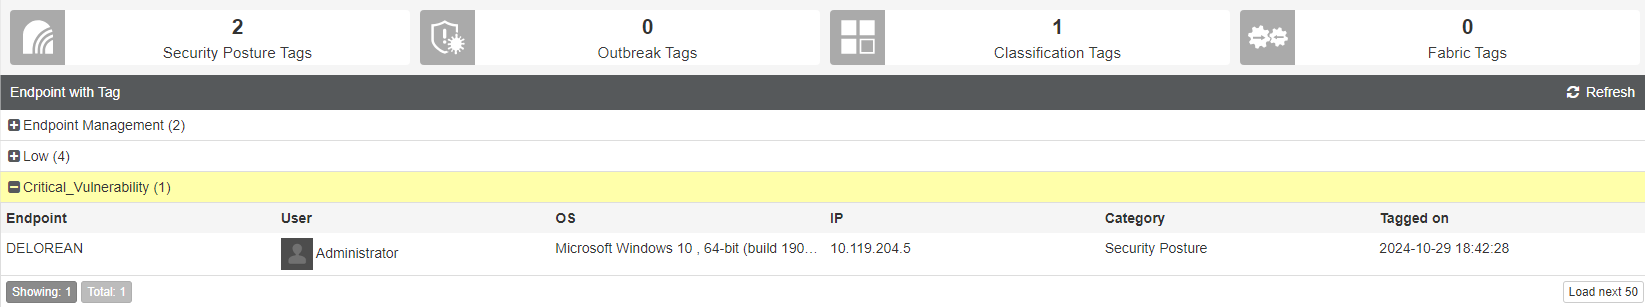 2
Security Posture Tags
0
Outbreak Tags
1
Classification Tags
0
Fabric Tags
Endpoint with Tag Refresh
Endpoint Management (2)
Low (4)
Critical_Vulnerability (1)
Endpoint User OS IP Category Tagged on
DELOREAN Administrator Microsoft Windows 10 , 64-bit (build 190... 10.119.204.5 Security Posture 2024-10-29 18:42:28
Showing: 1 Total: 1 Load next 50